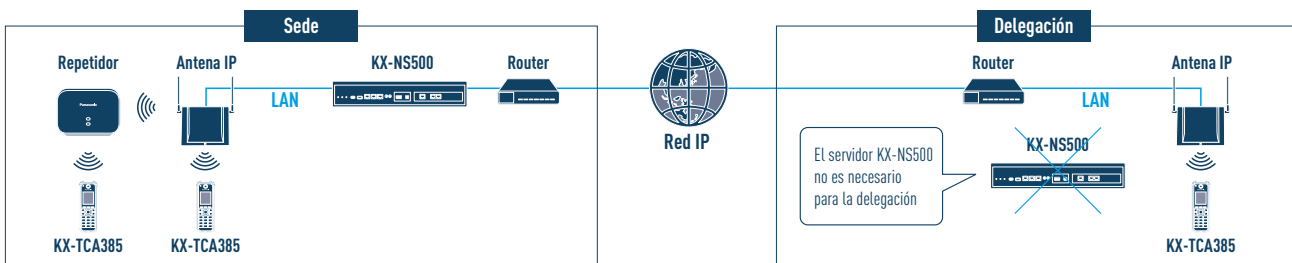 Sede
Delegación
Repetidor
Antena IP
KX-NS500
Router
Router
Antena IP
Panasonic
LAN
LAN
Red IP
KX-NS500
El servidor KX-NS500
no es necesario
para la delegación
KX-TCA385
KX-TCA385
KX-TCA385